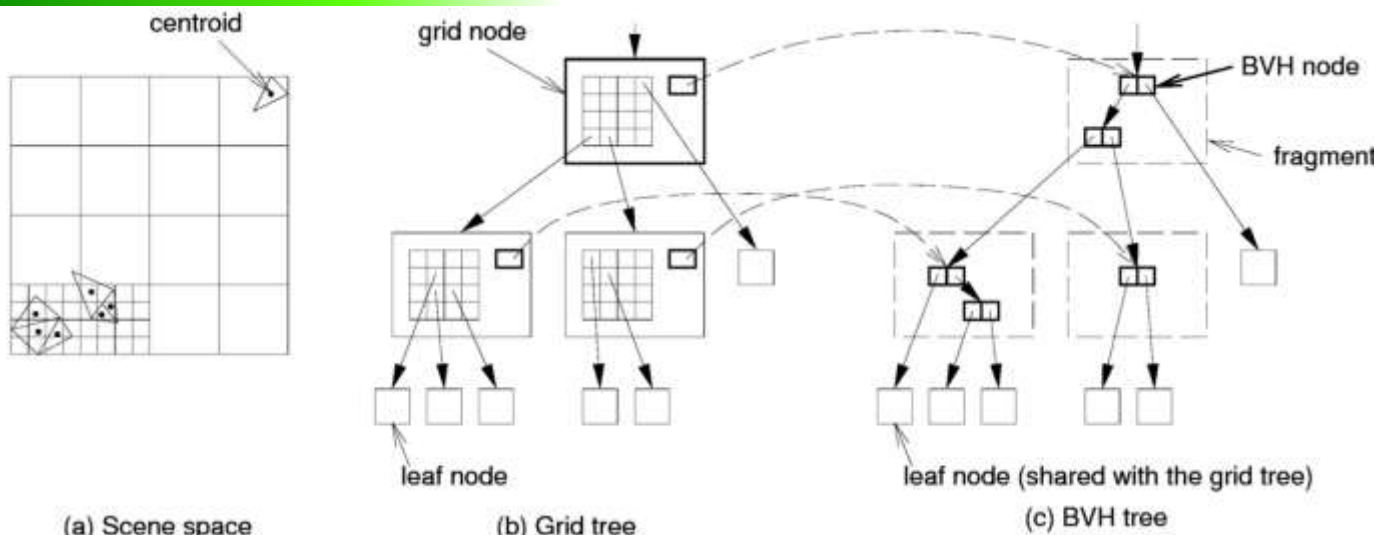 centroid
grid node
BVH node
fragment
leaf node
leaf node (shared with the grid tree)
(a) Scene space
(b) Grid tree
(c) BVH tree